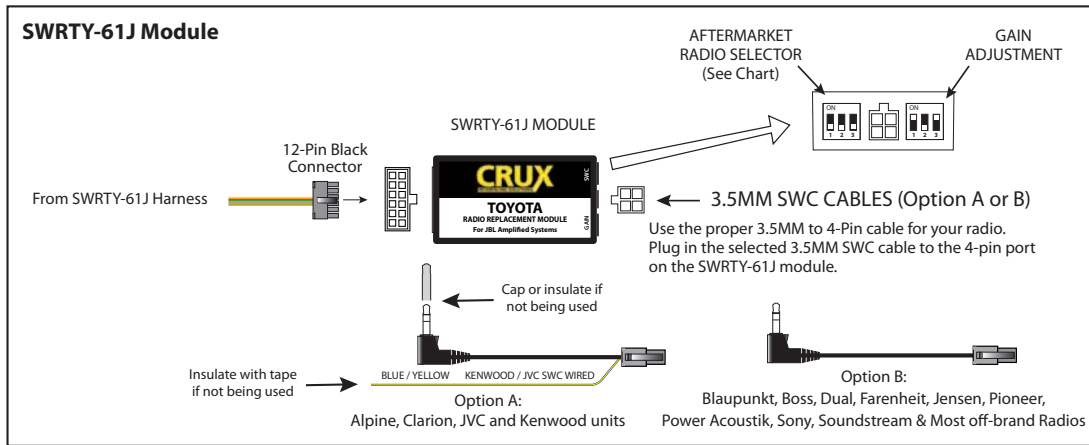 SWRTY-61J Module
AFTERMARKET
RADIO SELECTOR
(See Chart)
GAIN
ADJUSTMENT
ON
1 2 3
ON
1 2 3
SWRTY-61J MODULE
12-Pin Black
Connector
From SWRTY-61J Harness
CRUX
TOYOTA
RADIO REPLACEMENT MODULE
For JBL Amplified Systems
SWC
GAIN
3.5MM SWC CABLES (Option A or B)
Use the proper 3.5MM to 4-Pin cable for your radio.
Plug in the selected 3.5MM SWC cable to the 4-pin port
on the SWRTY-61J module.
Cap or insulate if
not being used
Insulate with tape
if not being used
BLUE / YELLOW KENWOOD / JVC SWC WIRED
Option A:
Alpine, Clarion, JVC and Kenwood units
Option B:
Blaupunkt, Boss, Dual, Farenheit, Jensen, Pioneer,
Power Acoustik, Sony, Soundstream & Most off-brand Radios